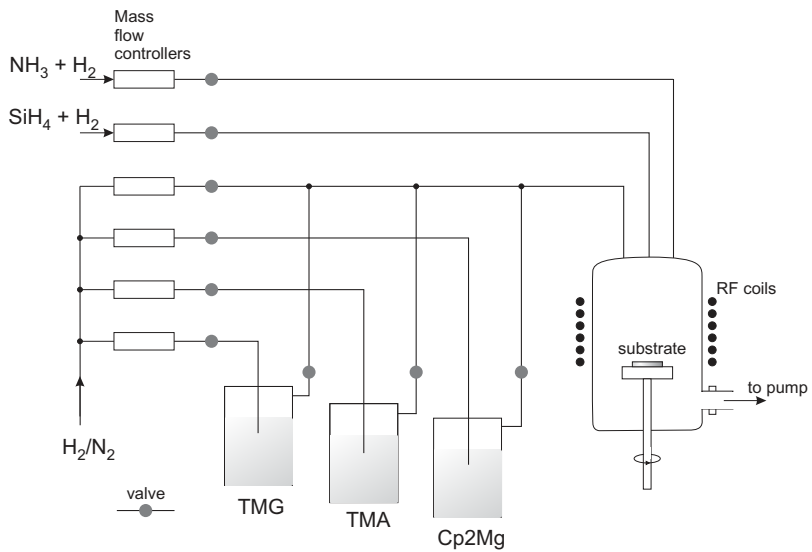 Mass
flow
controllers
NH3 + H2
SiH4 + H2
RF coils
substrate
to pump
H2/N2
valve
TMG
TMA
Cp2Mg